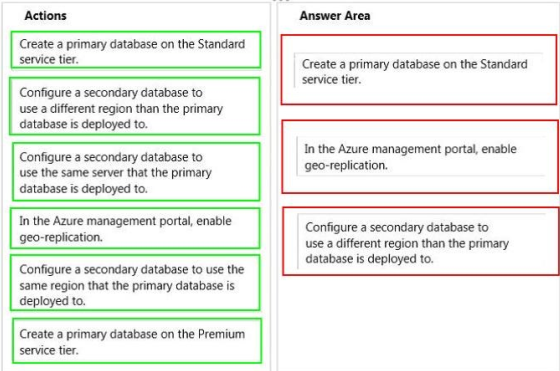 Actions
Create a primary database on the Standard
service tier.
Configure a secondary database to
use a different region than the primary
database is deployed to.
Configure a secondary database to
use the same server that the primary
database is deployed to.
In the Azure management portal, enable
geo-replication.
Configure a secondary database to use the
same region that the primary database is
deployed to.
Create a primary database on the Premium
service tier.
Answer Area
Create a primary database on the Standard
service tier.
In the Azure management portal, enable
geo-replication.
Configure a secondary database to
use a different region than the primary
database is deployed to.